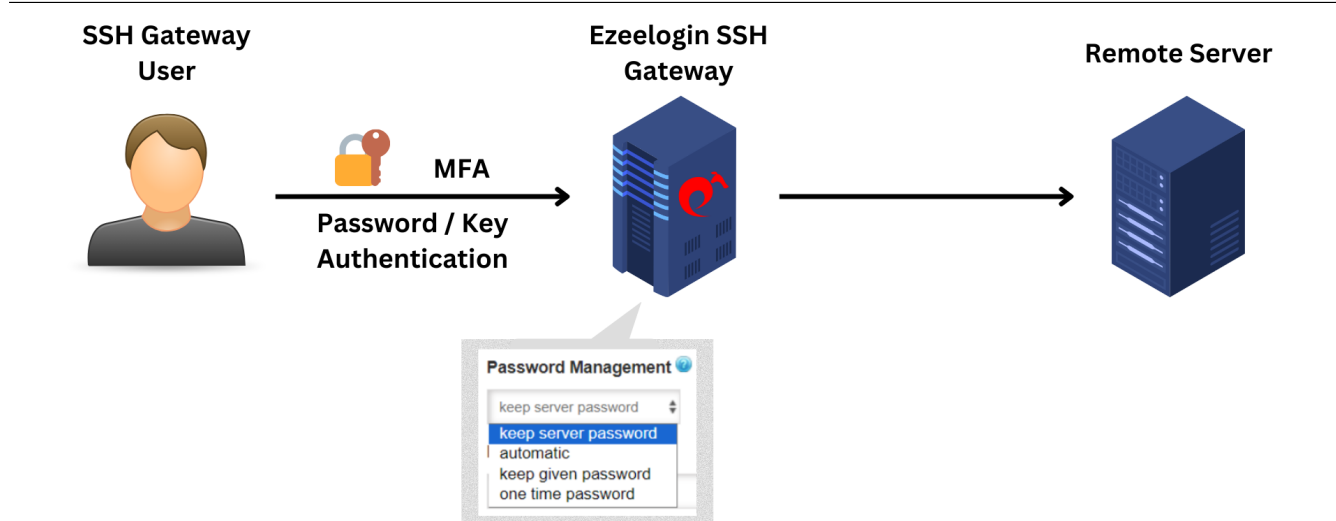 SSH Gateway
User
Ezeelogin SSH
Gateway
Remote Server
MFA
Password / Key
Authentication
Password Management
keep server password
keep server password
automatic
keep given password
one time password